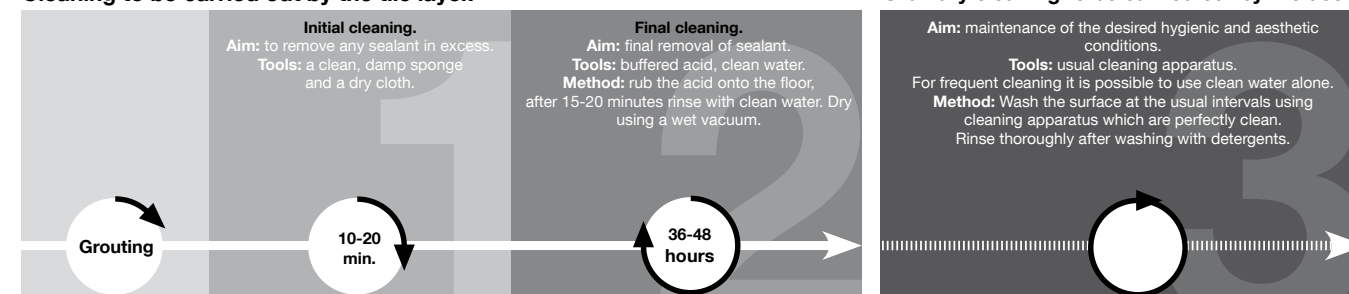 Initial cleaning.
Aim: to remove any sealant in excess.
Tools: a clean, damp sponge
and a dry cloth.
1
Final cleaning.
Aim: final removal of sealant.
Tools: buffered acid, clean water.
Method: rub the acid onto the floor,
after 15-20 minutes rinse with clean water. Dry
using a wet vacuum.
2
Grouting
10-20
min.
36-48
hours
Aim: maintenance of the desired hygienic and aesthetic
conditions.
Tools: usual cleaning apparatus.
For frequent cleaning it is possible to use clean water alone.
Method: Wash the surface at the usual intervals using
cleaning apparatus which are perfectly clean.
Rinse thoroughly after washing with detergents.
3